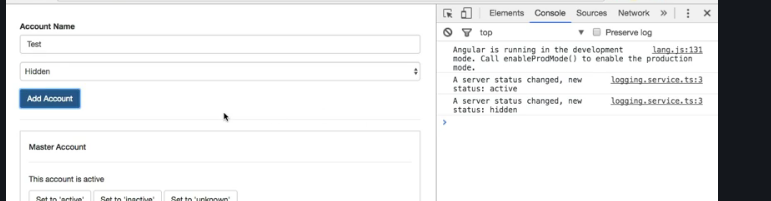 Account Name
Test
Hidden
Add Account
Master Account
This account is active
Set to 'active' Set to 'inactive' Set to 'unknown'
Elements Console Sources Network »
top Preserve log
Angular is running in the development lang.js:131
mode. Call enableProdMode() to enable the production
mode.
A server status changed, new logging.service.ts:3
status: active
A server status changed, new logging.service.ts:3
status: hidden